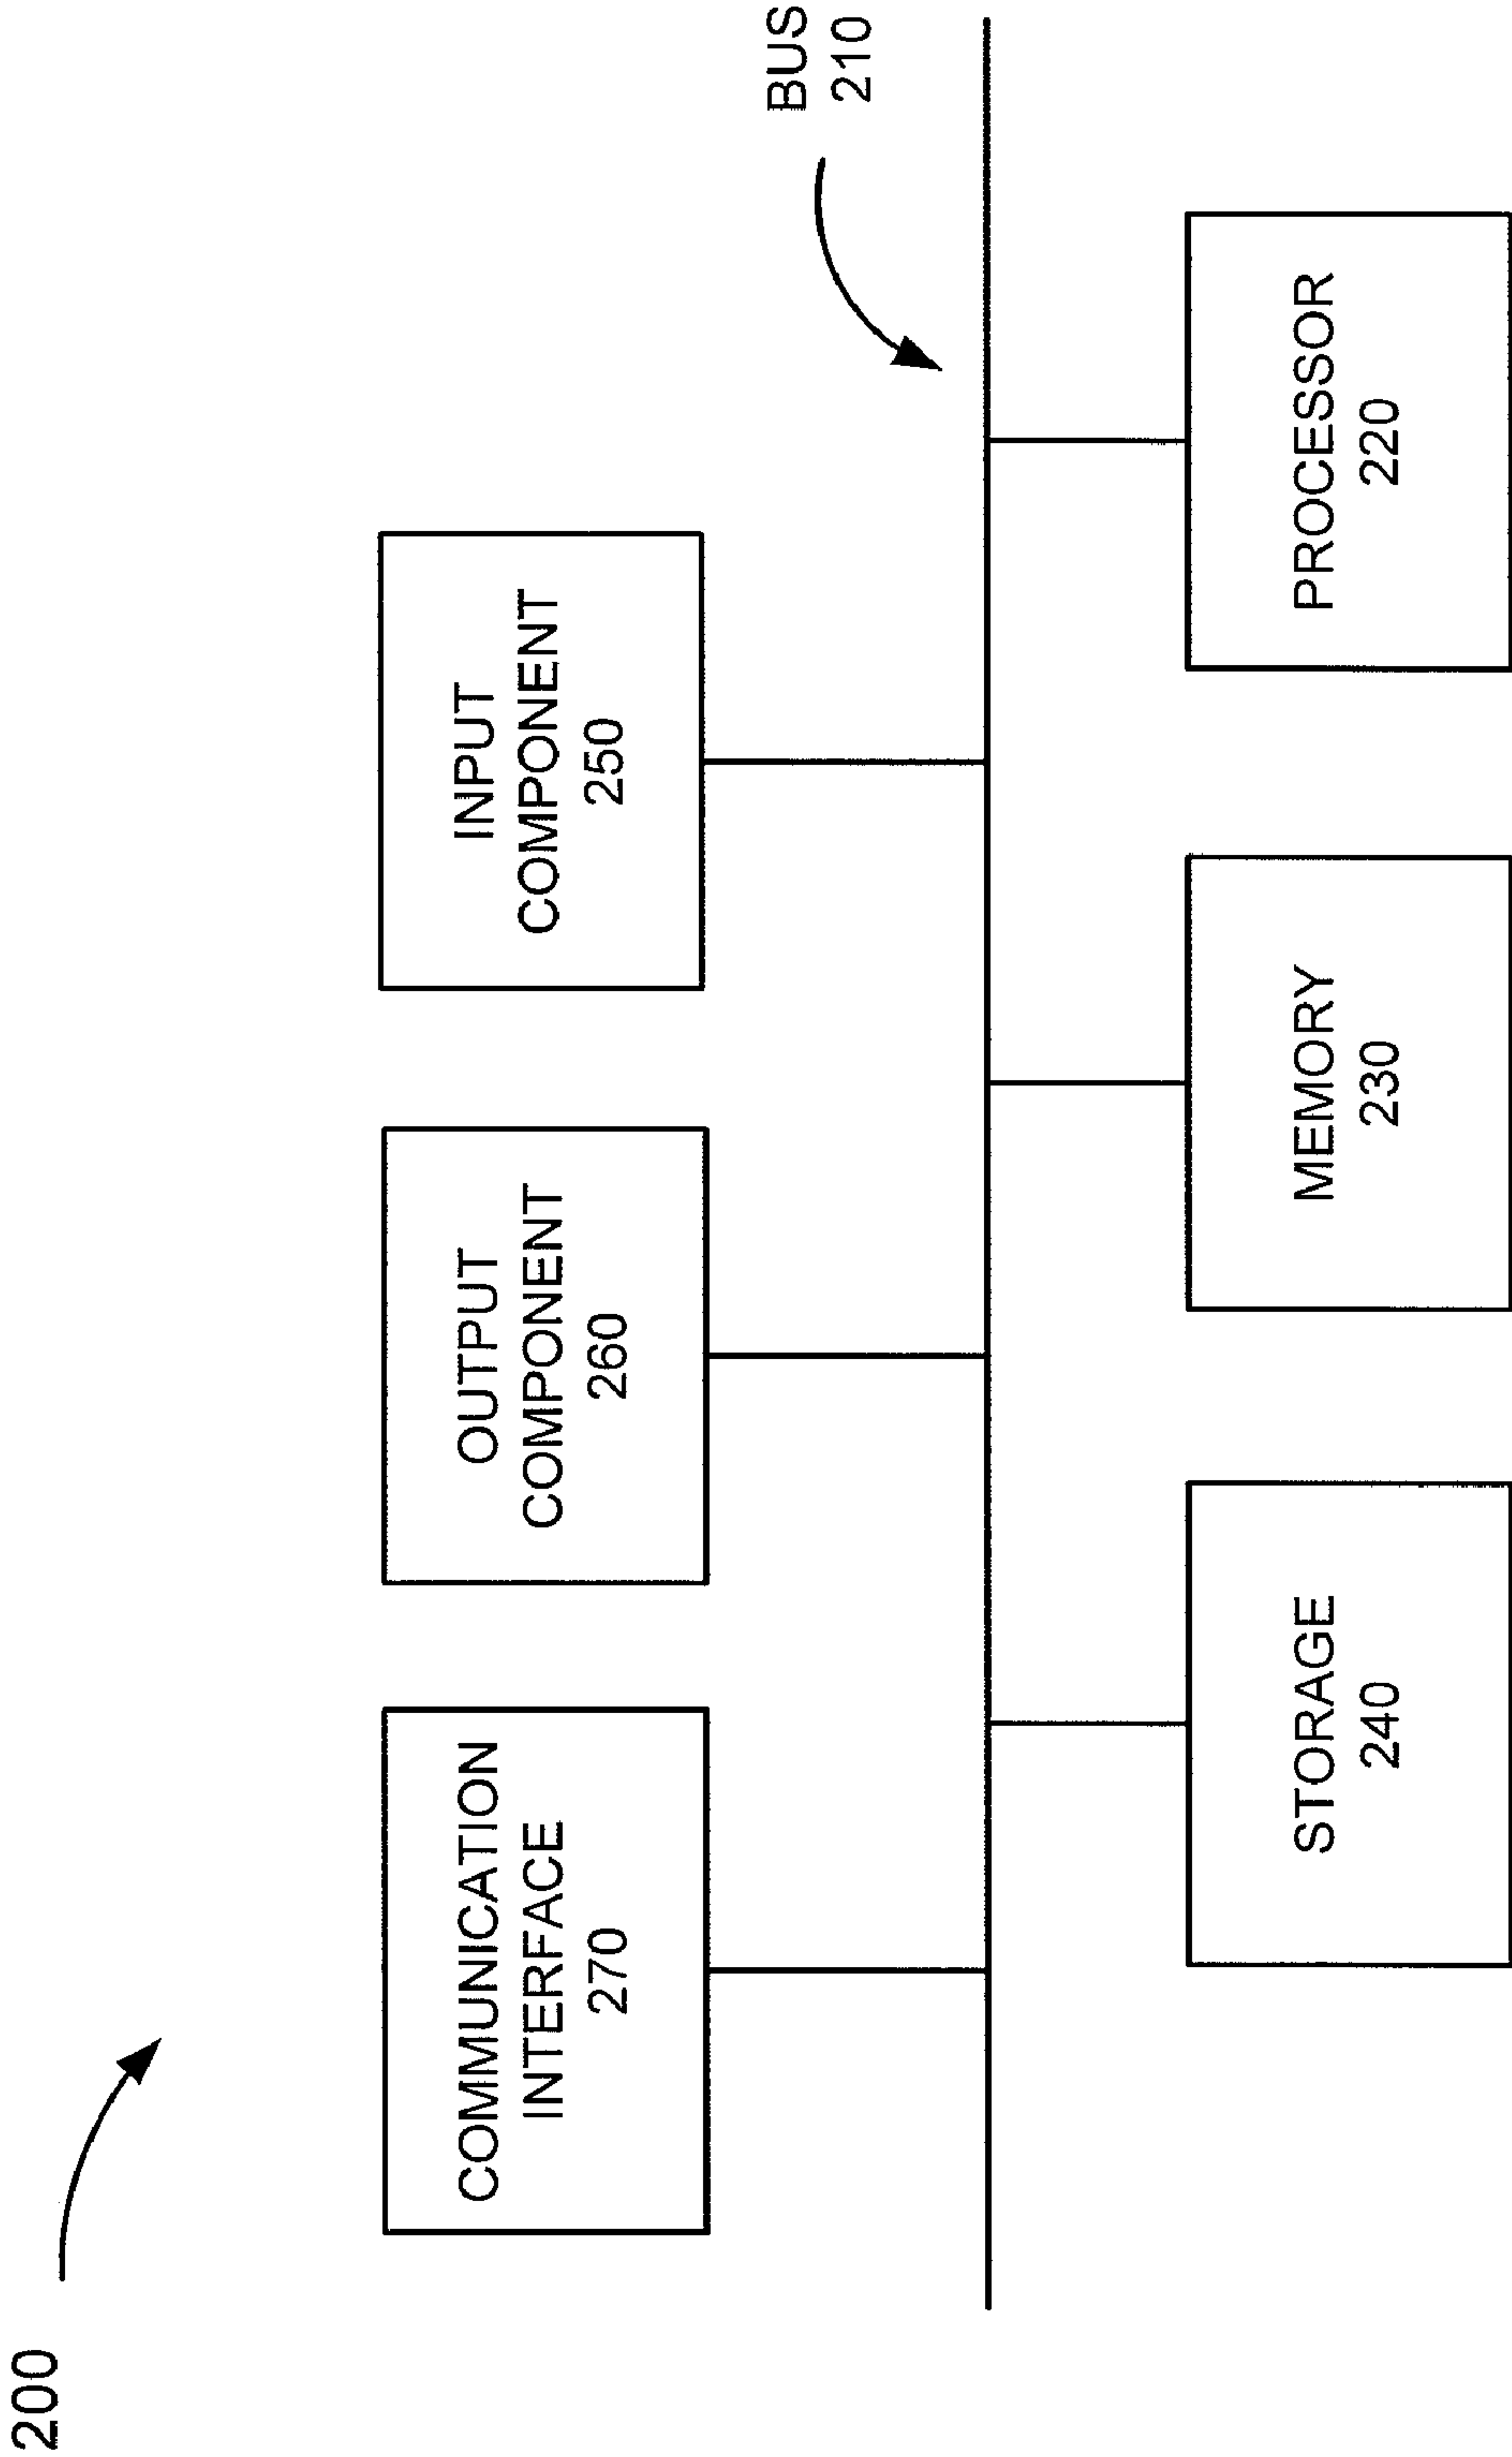 200
COMMUNICATION
INTERFACE
270
OUTPUT
COMPONENT
260
INPUT
COMPONENT
250
BUS
210
STORAGE
240
MEMORY
230
PROCESSOR
220